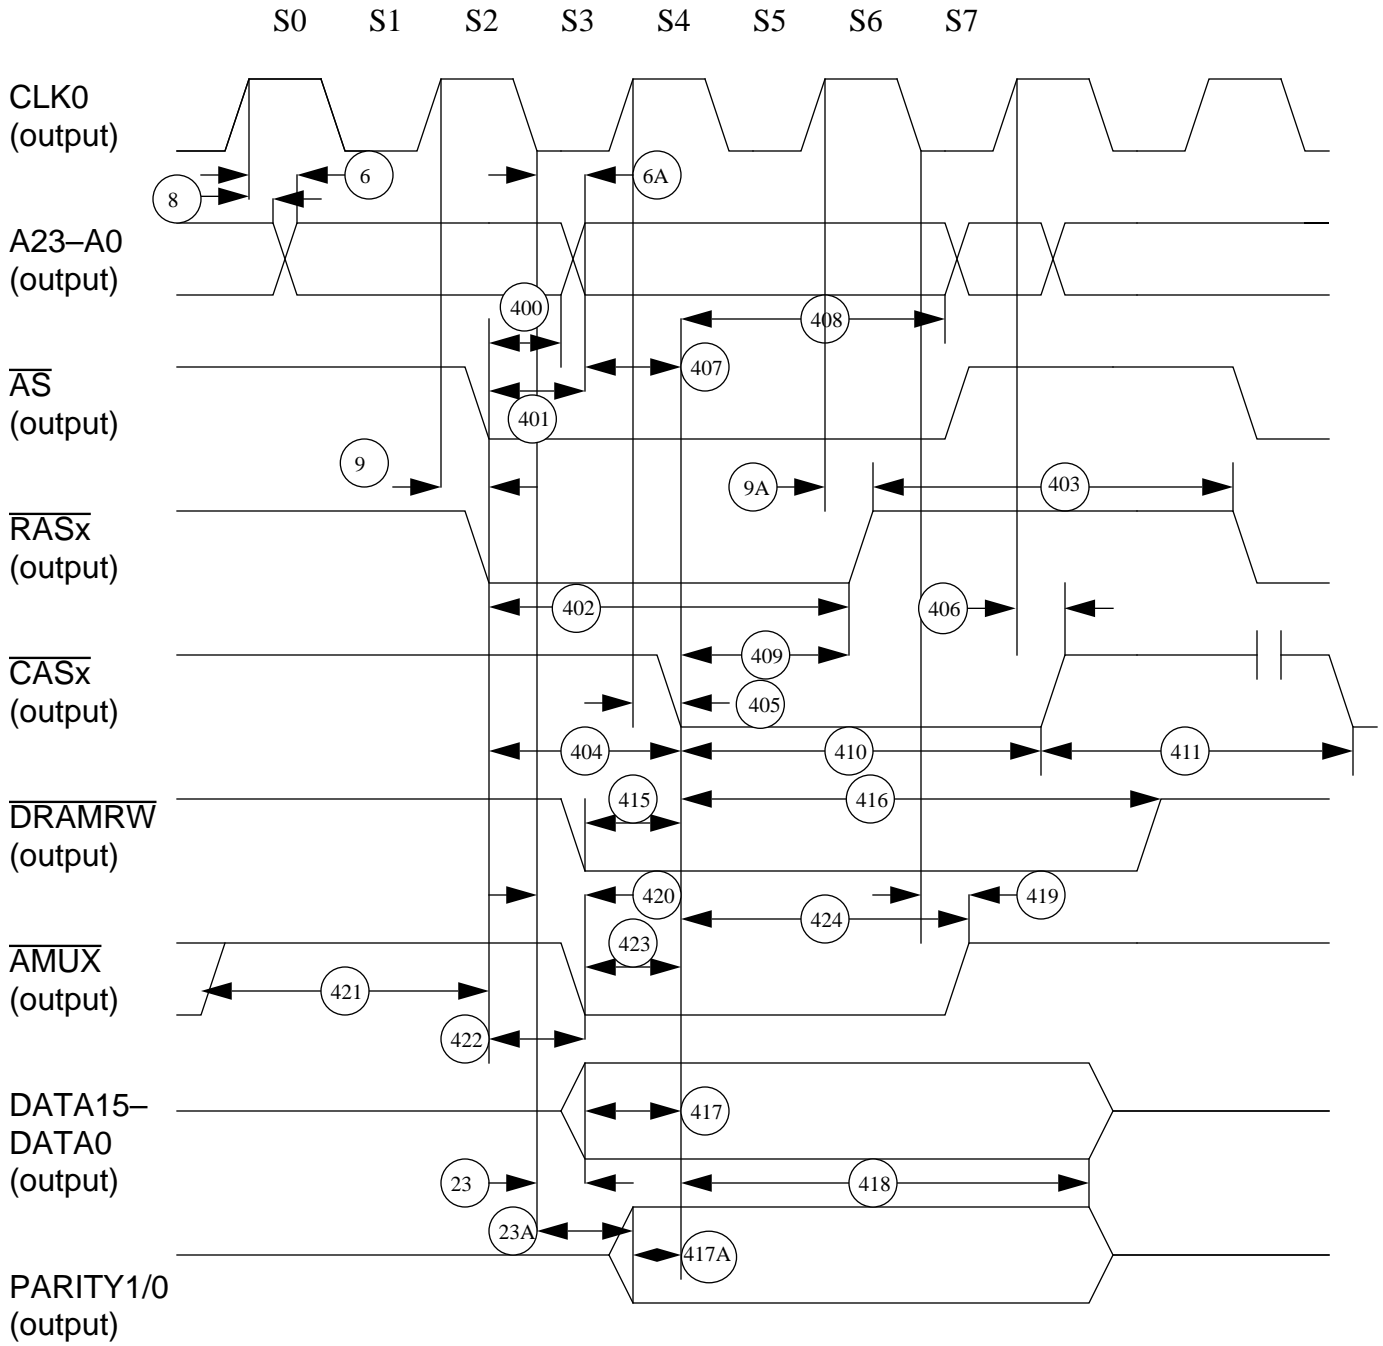 S0 S1 S2 S3 S4 S5 S6 S7
CLK0
(output)
6
6A
8
A23–A0
(output)
400
408
407
AS
(output)
401
9
9A
403
RASx
(output)
402
406
409
CASx
(output)
405
404
410
411
415
416
DRAMRW
(output)
420
419
424
423
AMUX
(output)
421
422
DATA15–
DATA0
(output)
417
23
418
23A
417A
PARITY1/0
(output)